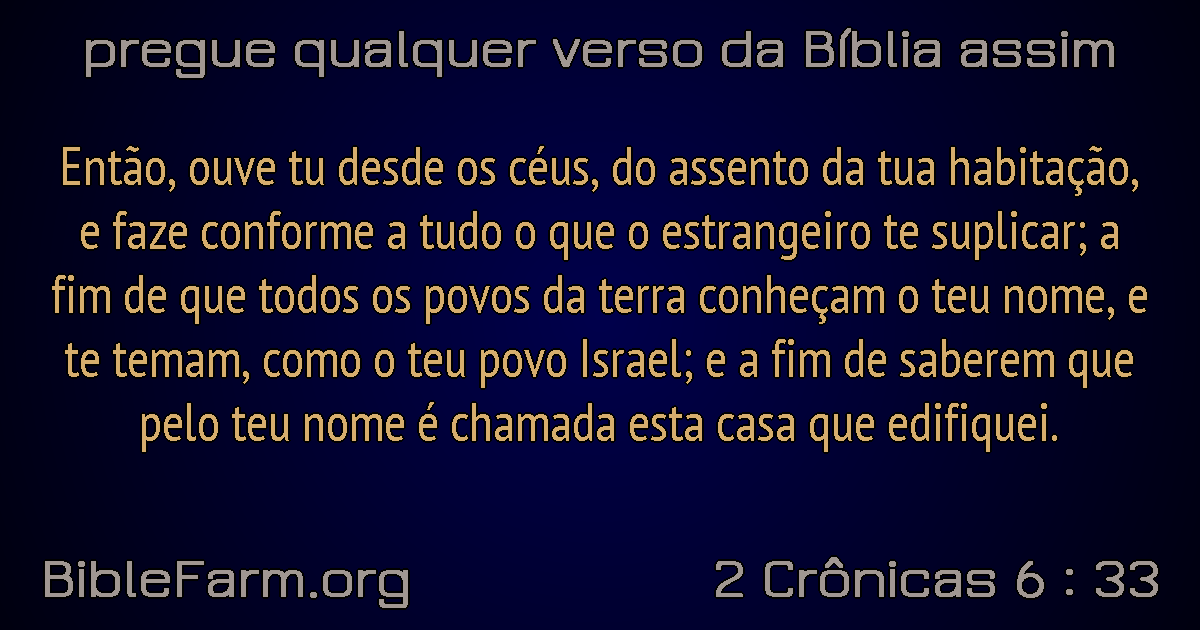 pregue qualquer verso da Bíblia assim
Então, ouve tu desde os céus, do assento da tua habitação,
e faze conforme a tudo o que o estrangeiro te suplicar; a
fim de que todos os povos da terra conheçam o teu nome, e
te temam, como o teu povo Israel; e a fim de saberem que
pelo teu nome é chamada esta casa que edifiquei.
BibleFarm.org
2 Crônicas 6 : 33